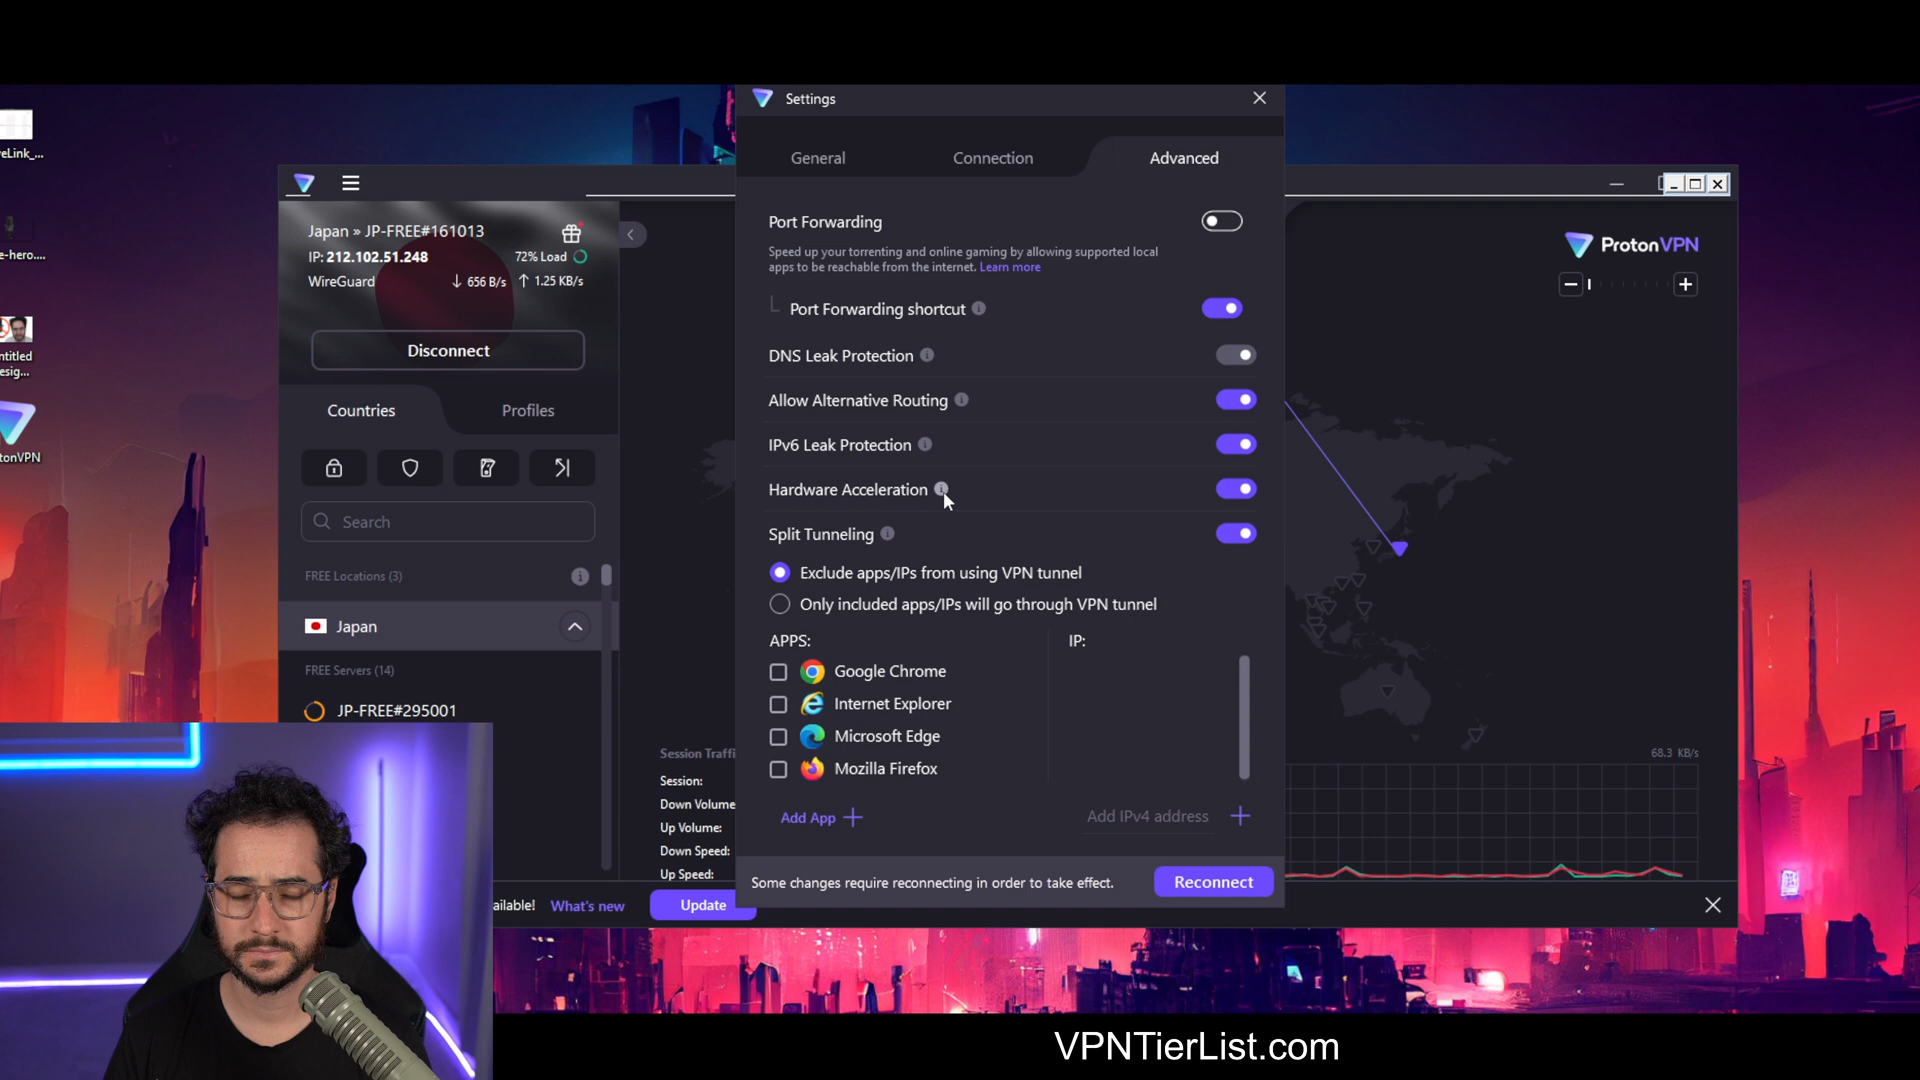 eLink_...
e-hero....
ntitled
esig...
tonVPN
Settings
General
Connection
Advanced
Port Forwarding
Speed up your torrenting and online gaming by allowing supported local
apps to be reachable from the internet. Learn more
Port Forwarding shortcut
DNS Leak Protection
Allow Alternative Routing
IPv6 Leak Protection
Hardware Acceleration
Split Tunneling
Exclude apps/IPs from using VPN tunnel
Only included apps/IPs will go through VPN tunnel
APPS:
IP:
Google Chrome
Internet Explorer
Microsoft Edge
Mozilla Firefox
Add App
Add IPv4 address
Some changes require reconnecting in order to take effect.
Reconnect
Japan » JP-FREE#161013
IP: 212.102.51.248
72% Load
WireGuard
656 B/s
1.25 KB/s
Disconnect
Countries
Profiles
Search
FREE Locations (3)
Japan
FREE Servers (14)
JP-FREE#295001
Session Traffi
Session:
Down Volume
Up Volume:
Down Speed:
Up Speed:
ailable!
What's new
Update
ProtonVPN
68.3 KB/s
VPNTierList.com